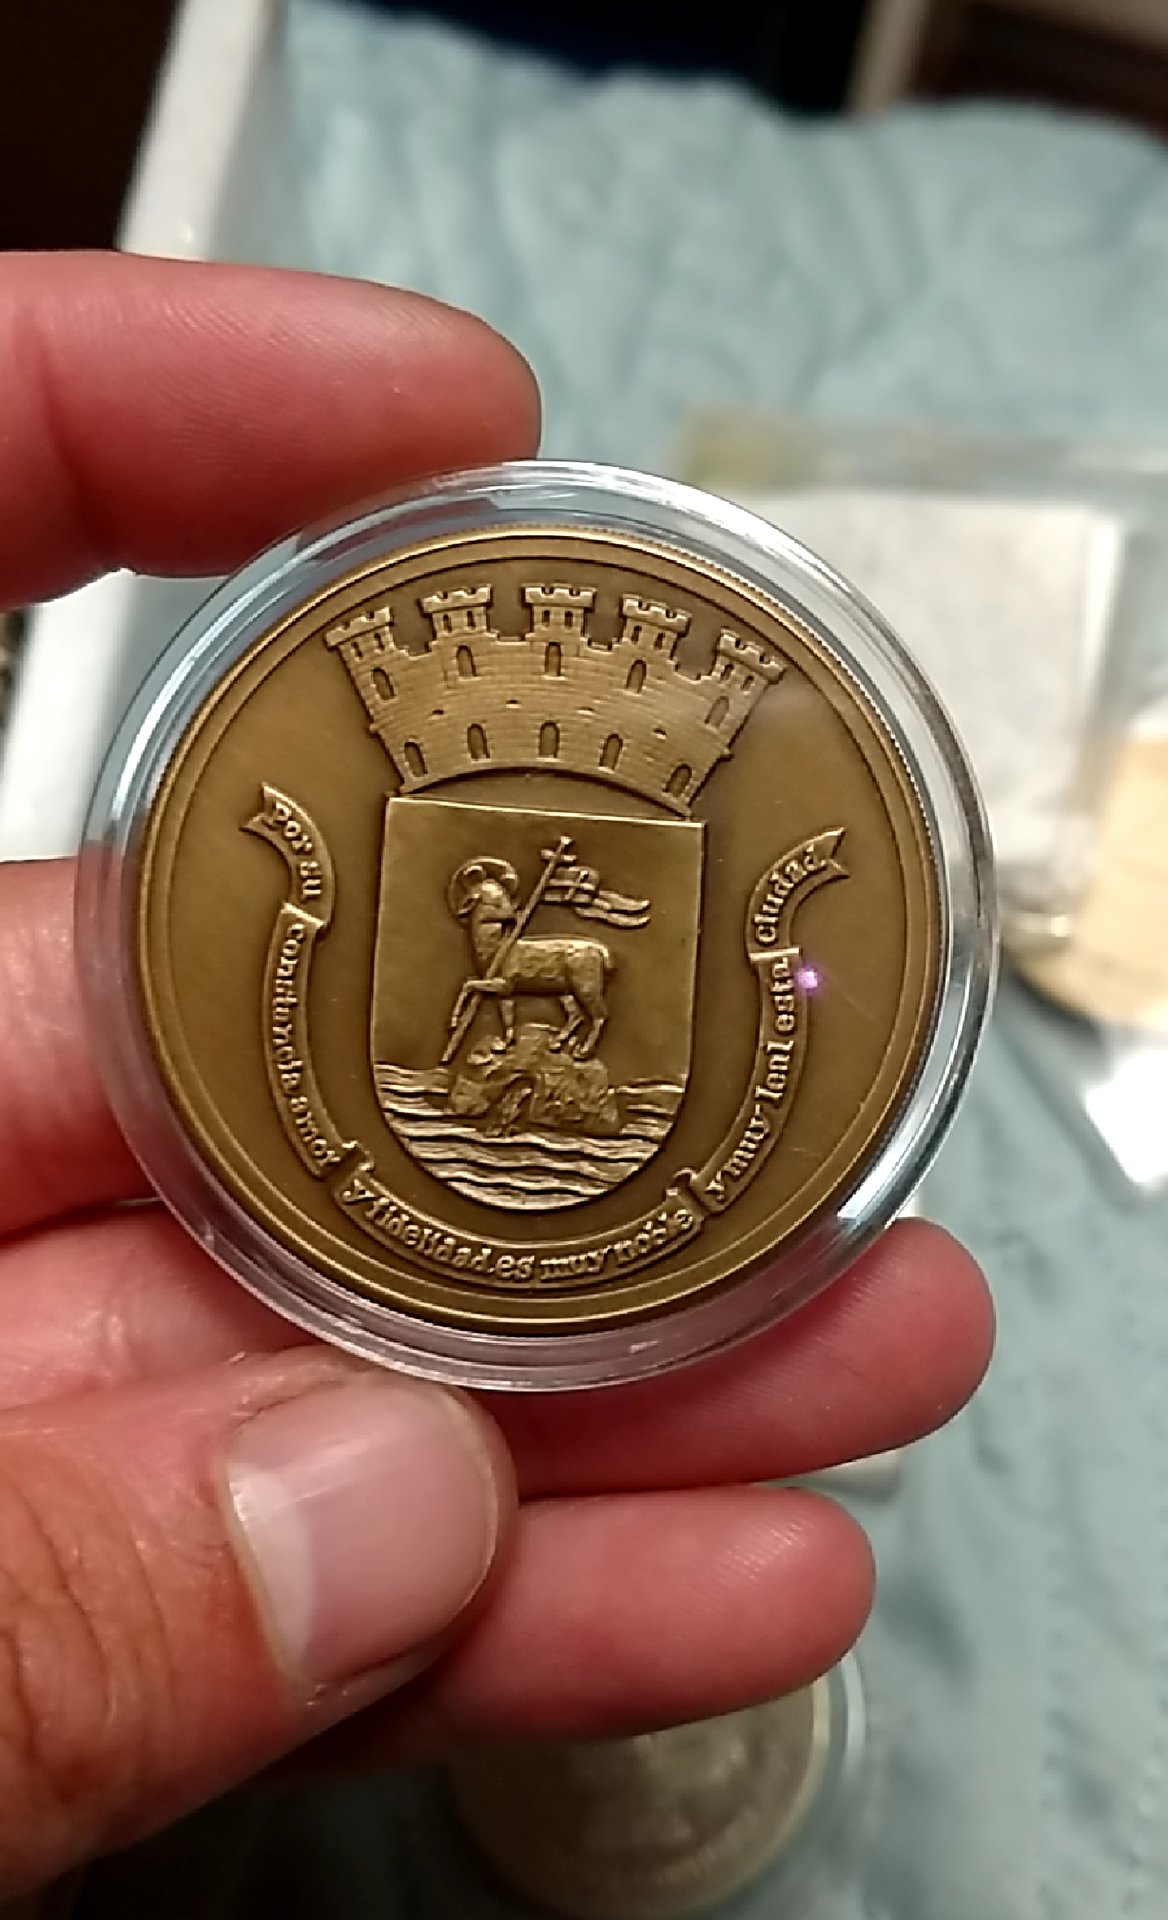 Por su
constancia, amor
y fidelidad, es muy noble
y muy leal esta
Ciudad